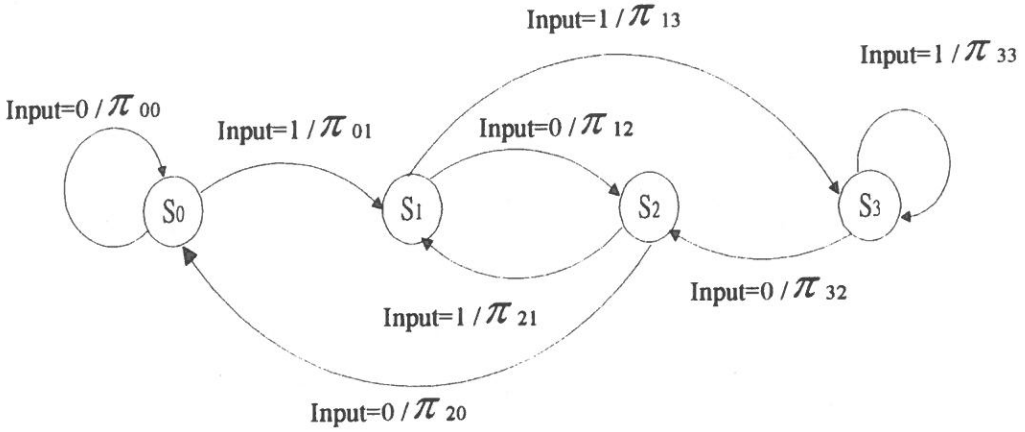 Input=1 / π 13
Input=1 / π 33
Input=0 / π 00
Input=1 / π 01
Input=0 / π 12
S0
S1
S2
S3
Input=0 / π 32
Input=1 / π 21
Input=0 / π 20